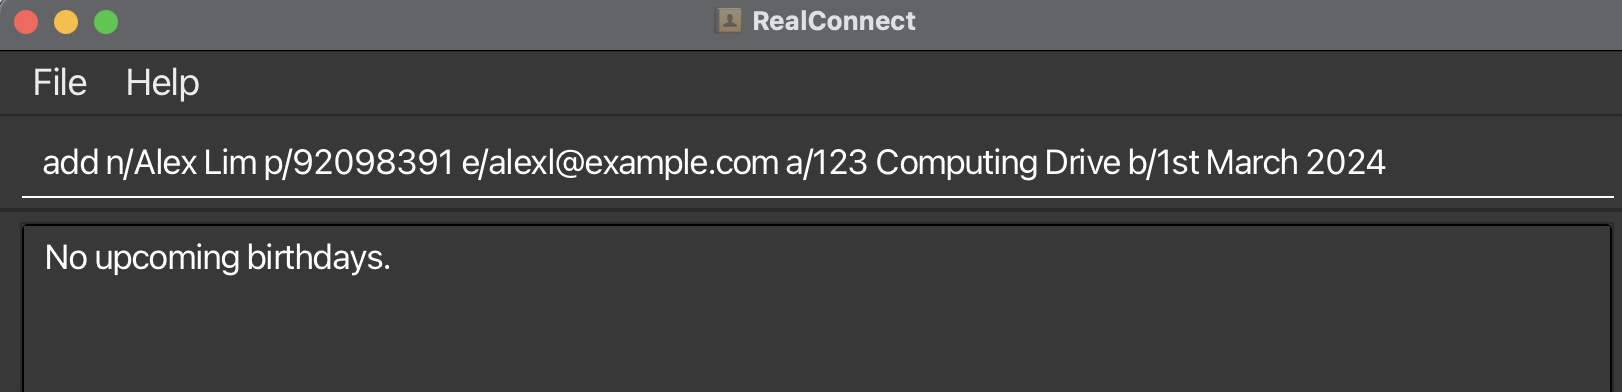 RealConnect
File Help
add n/Alex Lim p/92098391 e/alexl@example.com a/123 Computing Drive b/1st March 2024
No upcoming birthdays.